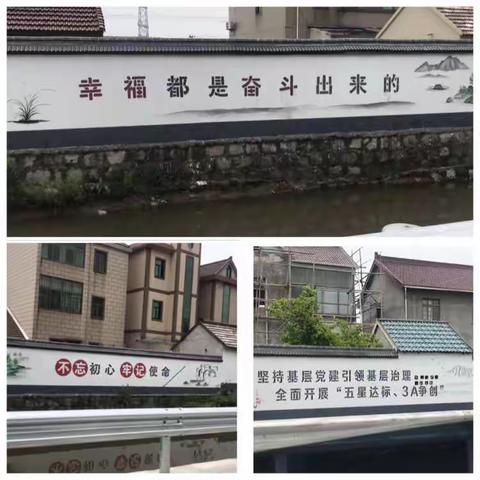 幸福都是奋斗出来的
不忘初心 牢记使命
坚持基层党建引领基层治理
全面开展“五星达标、3A争创”